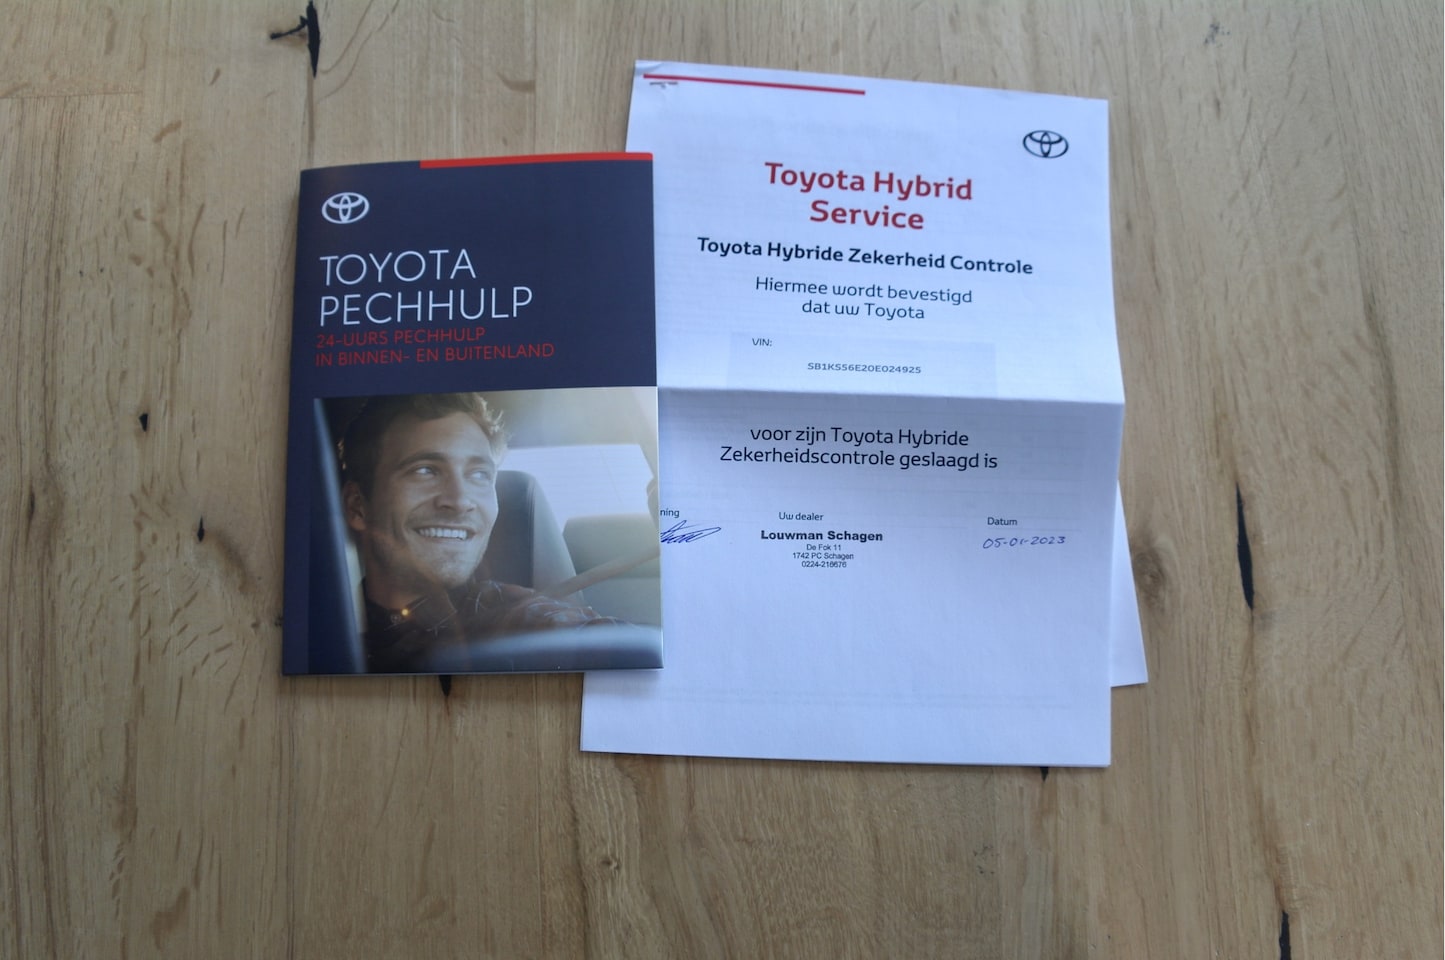 TOYOTA
PECHHULP
24-UURS PECHHULP
IN BINNEN- EN BUITENLAND
Toyota Hybrid
Service
Toyota Hybride Zekerheid Controle
Hiermee wordt bevestigd
dat uw Toyota
VIN:
SB1KS56E20E024925
voor zijn Toyota Hybride
Zekerheidscontrole geslaagd is
ning
Uw dealer
Datum
Louwman Schagen
05-01-2023
De Fok 11
1742 PC Schagen
0224-216676